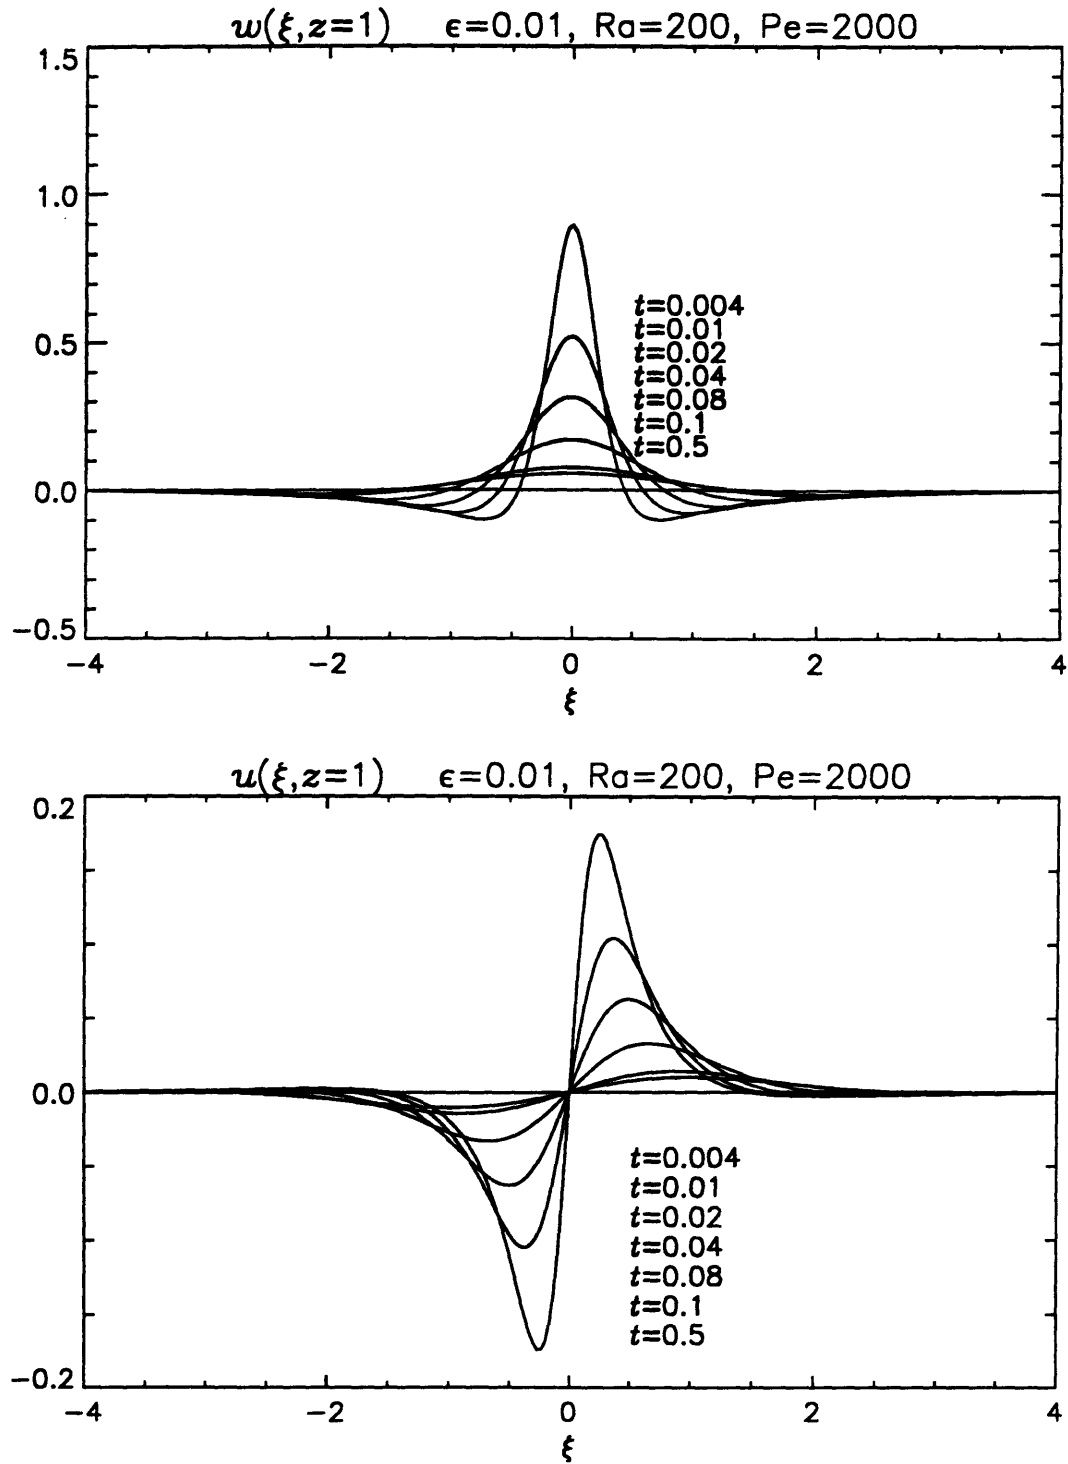 w(ξ,z=1) ϵ=0.01, Ra=200, Pe=2000
1.5
1.0
0.5
0.0
−0.5
t=0.004
t=0.01
t=0.02
t=0.04
t=0.08
t=0.1
t=0.5
−4 −2 0 2 4
ξ
u(ξ,z=1) ϵ=0.01, Ra=200, Pe=2000
0.2
0.0
−0.2
t=0.004
t=0.01
t=0.02
t=0.04
t=0.08
t=0.1
t=0.5
−4 −2 0 2 4
ξ